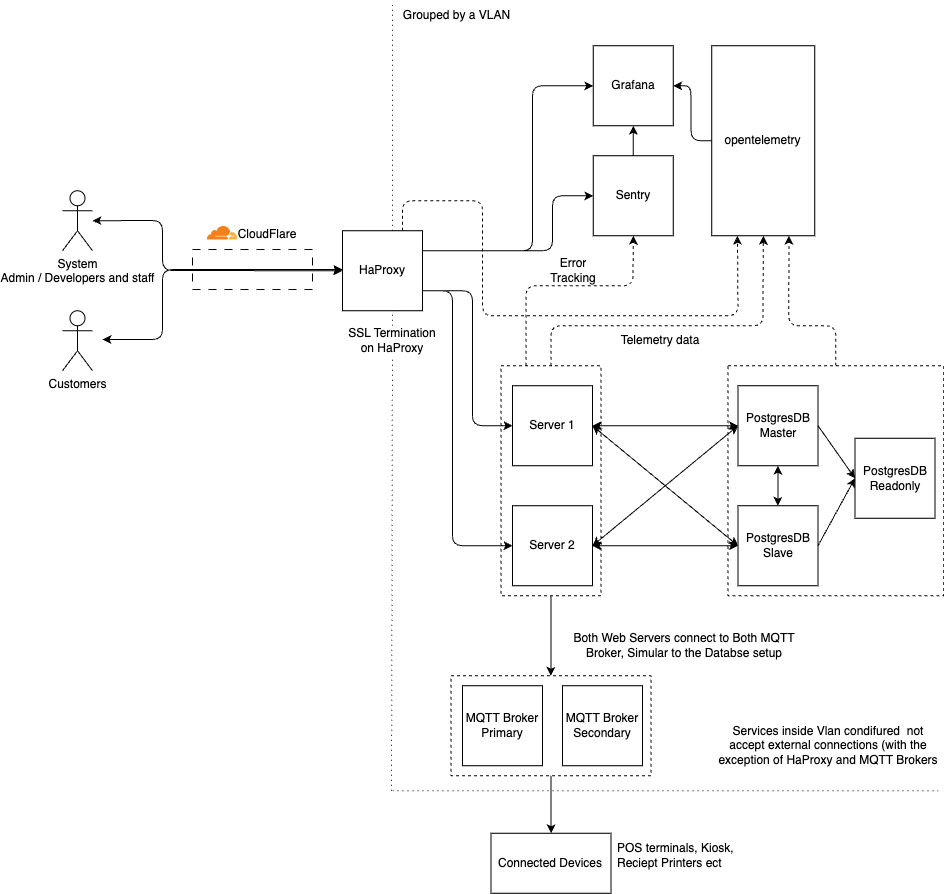 Grouped by a VLAN
Grafana
opentelemetry
Sentry
CloudFlare
System
Admin / Developers and staff
HaProxy
Error
Tracking
SSL Termination
on HaProxy
Telemetry data
Customers
Server 1
PostgresDB
Master
PostgresDB
Readonly
Server 2
PostgresDB
Slave
Both Web Servers connect to Both MQTT
Broker, Simular to the Databse setup
MQTT Broker
Primary
MQTT Broker
Secondary
Services inside Vlan condifured  not
accept external connections (with the
exception of HaProxy and MQTT Brokers
Connected Devices
POS terminals, Kiosk,
Reciept Printers ect